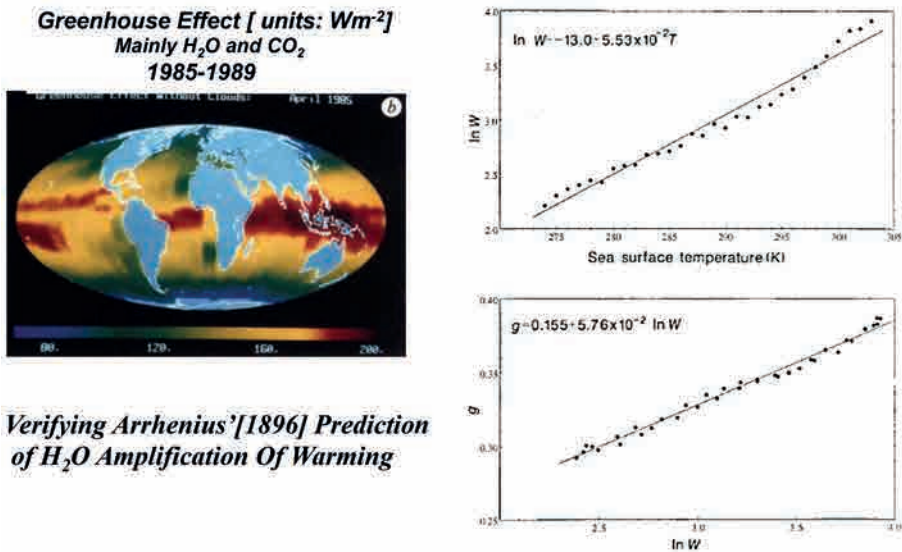 Greenhouse Effect [ units: Wm⁻²]
Mainly H₂O and CO₂
1985-1989
Greenhouse Effect Without Clouds: April 1985
b
80. 120. 160. 200.
Verifying Arrhenius'[1896] Prediction
of H₂O Amplification Of Warming
ln W--13.0-5.53x10⁻²T
4.0
3.5
3.0
2.5
2.0
ln W
275 280 285 290 295 300 305
Sea surface temperature (K)
g=0.155+5.76x10⁻² ln W
0.40
0.35
0.30
0.25
g
2.5 3.0 3.5 4.0
ln W